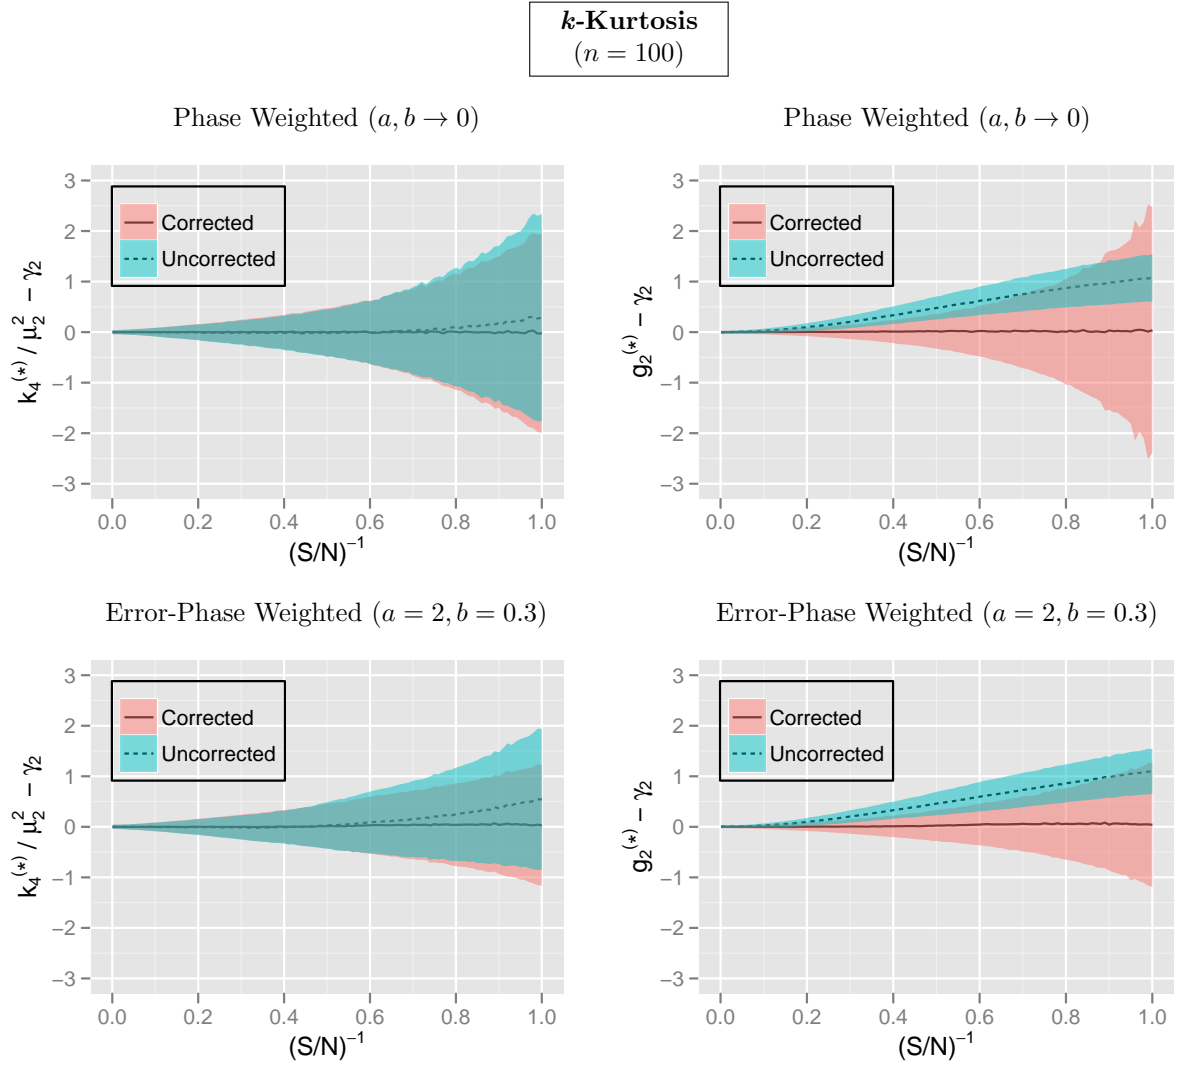 k-Kurtosis
(n = 100)
Phase Weighted (a, b → 0)
Phase Weighted (a, b → 0)
3
2
1
0
−1
−2
−3
k₄⁽*⁾ / μ₂² − γ₂
Corrected
Uncorrected
0.0 0.2 0.4 0.6 0.8 1.0
(S/N)⁻¹
3
2
1
0
−1
−2
−3
g₂⁽*⁾ − γ₂
Corrected
Uncorrected
0.0 0.2 0.4 0.6 0.8 1.0
(S/N)⁻¹
Error-Phase Weighted (a = 2, b = 0.3)
Error-Phase Weighted (a = 2, b = 0.3)
3
2
1
0
−1
−2
−3
k₄⁽*⁾ / μ₂² − γ₂
Corrected
Uncorrected
0.0 0.2 0.4 0.6 0.8 1.0
(S/N)⁻¹
3
2
1
0
−1
−2
−3
g₂⁽*⁾ − γ₂
Corrected
Uncorrected
0.0 0.2 0.4 0.6 0.8 1.0
(S/N)⁻¹